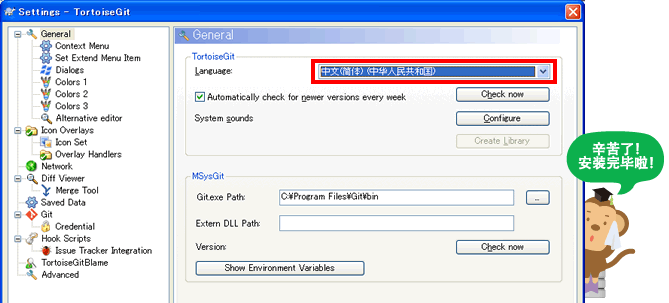 Settings - TortoiseGit
General
Context Menu
Set Extend Menu Item
Dialogs
Colors 1
Colors 2
Colors 3
Alternative editor
Icon Overlays
Icon Set
Overlay Handlers
Network
Diff Viewer
Merge Tool
Saved Data
Git
Credential
Hook Scripts
Issue Tracker Integration
TortoiseGitBlame
Advanced
General
TortoiseGit
Language:
中文(简体) (中华人民共和国)
Automatically check for newer versions every week
Check now
System sounds
Configure
Create Library
MSysGit
Git.exe Path:
C:¥Program Files¥Git¥bin
..
Extern DLL Path:
Version:
Check now
Show Environment Variables
辛苦了!
安装完毕啦!